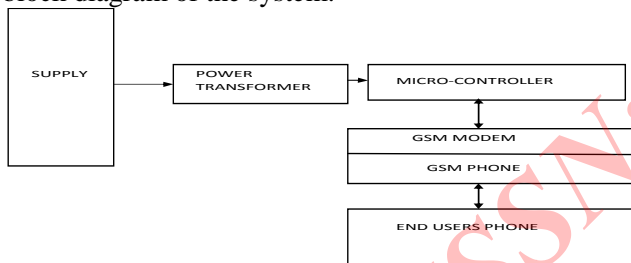 block diagram of the system.
SUPPLY
POWER
TRANSFORMER
MICRO-CONTROLLER
GSM MODEM
GSM PHONE
END USERS PHONE